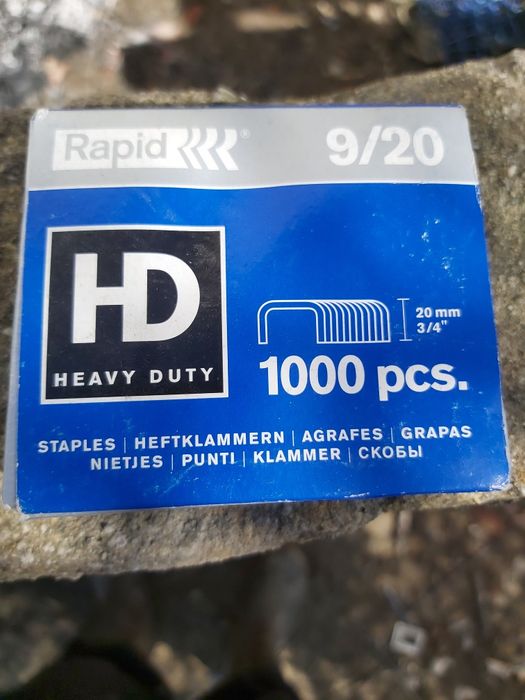 Rapid ® 9/20
HD
HEAVY DUTY
20 mm
3/4"
1000 pcs.
STAPLES | HEFTKLAMMERN | AGRAFES | GRAPAS
NIETJES | PUNTI | KLAMMER | СКОБЫ